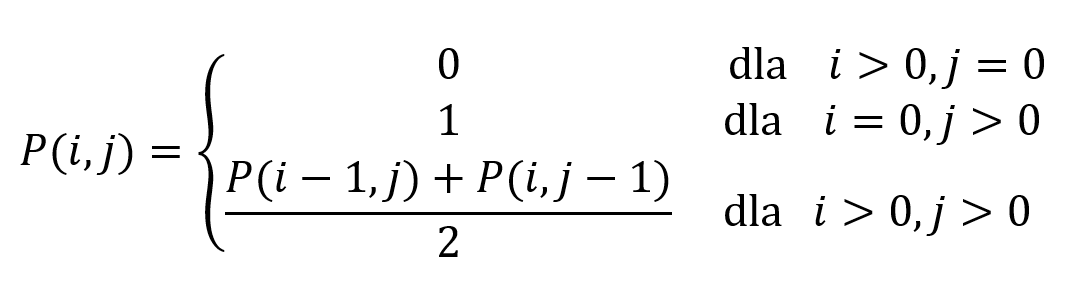 0 dla i > 0, j = 0
1 dla i = 0, j > 0
P(i, j) = {
P(i − 1, j) + P(i, j − 1)
dla i > 0, j > 0
2